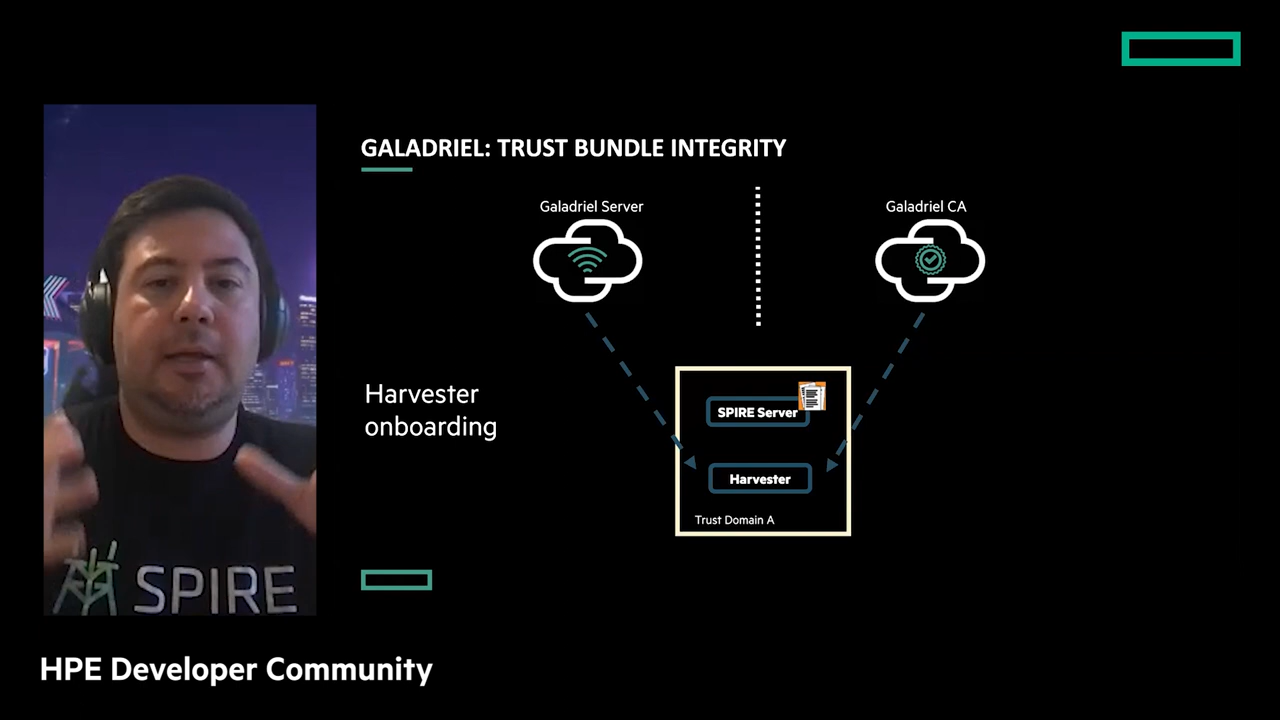 GALADRIEL: TRUST BUNDLE INTEGRITY
Galadriel Server
Galadriel CA
Harvester
onboarding
SPIRE Server
Harvester
Trust Domain A
SPIRE
HPE Developer Community